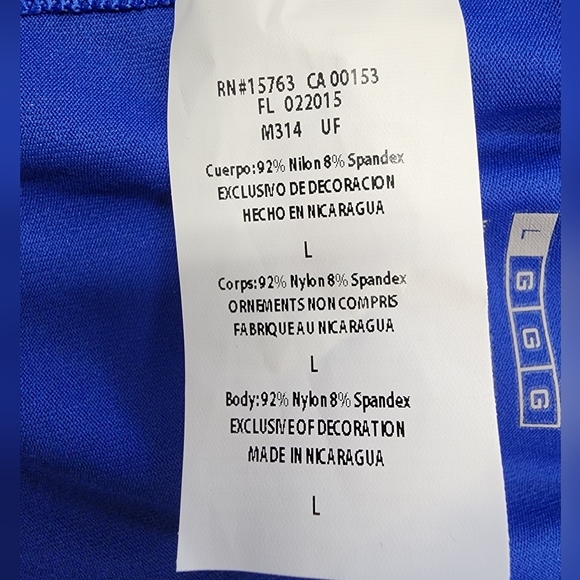 RN#15763 CA 00153
FL 022015
M314 UF
Cuerpo:92% Nilon 8% Spandex
EXCLUSIVO DE DECORACION
HECHO EN NICARAGUA
L
Corps:92% Nylon 8% Spandex
ORNEMENTS NON COMPRIS
FABRIQUE AU NICARAGUA
L
Body:92% Nylon 8% Spandex
EXCLUSIVE OF DECORATION
MADE IN NICARAGUA
L
L
G
G
G